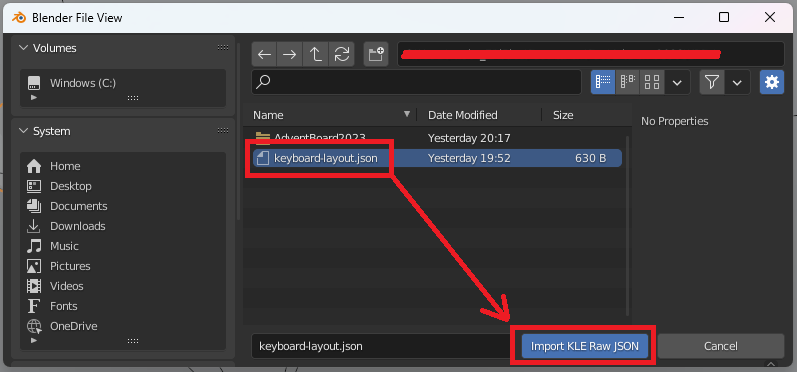 Blender File View
Volumes
Windows (C:)
System
Home
Desktop
Documents
Downloads
Music
Pictures
Videos
Fonts
OneDrive
Name Date Modified Size
AdventBoard2023 Yesterday 20:17
keyboard-layout.json Yesterday 19:52 630 B
No Properties
keyboard-layout.json Import KLE Raw JSON Cancel